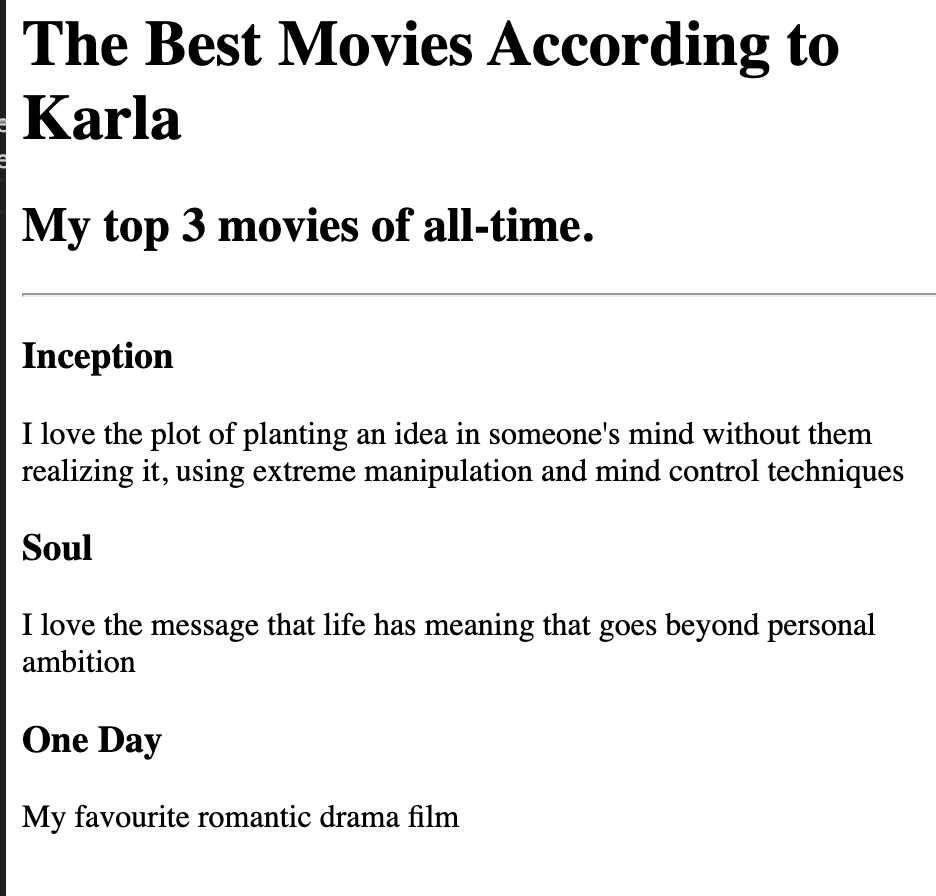 The Best Movies According to
Karla
My top 3 movies of all-time.
Inception
I love the plot of planting an idea in someone's mind without them
realizing it, using extreme manipulation and mind control techniques
Soul
I love the message that life has meaning that goes beyond personal
ambition
One Day
My favourite romantic drama film